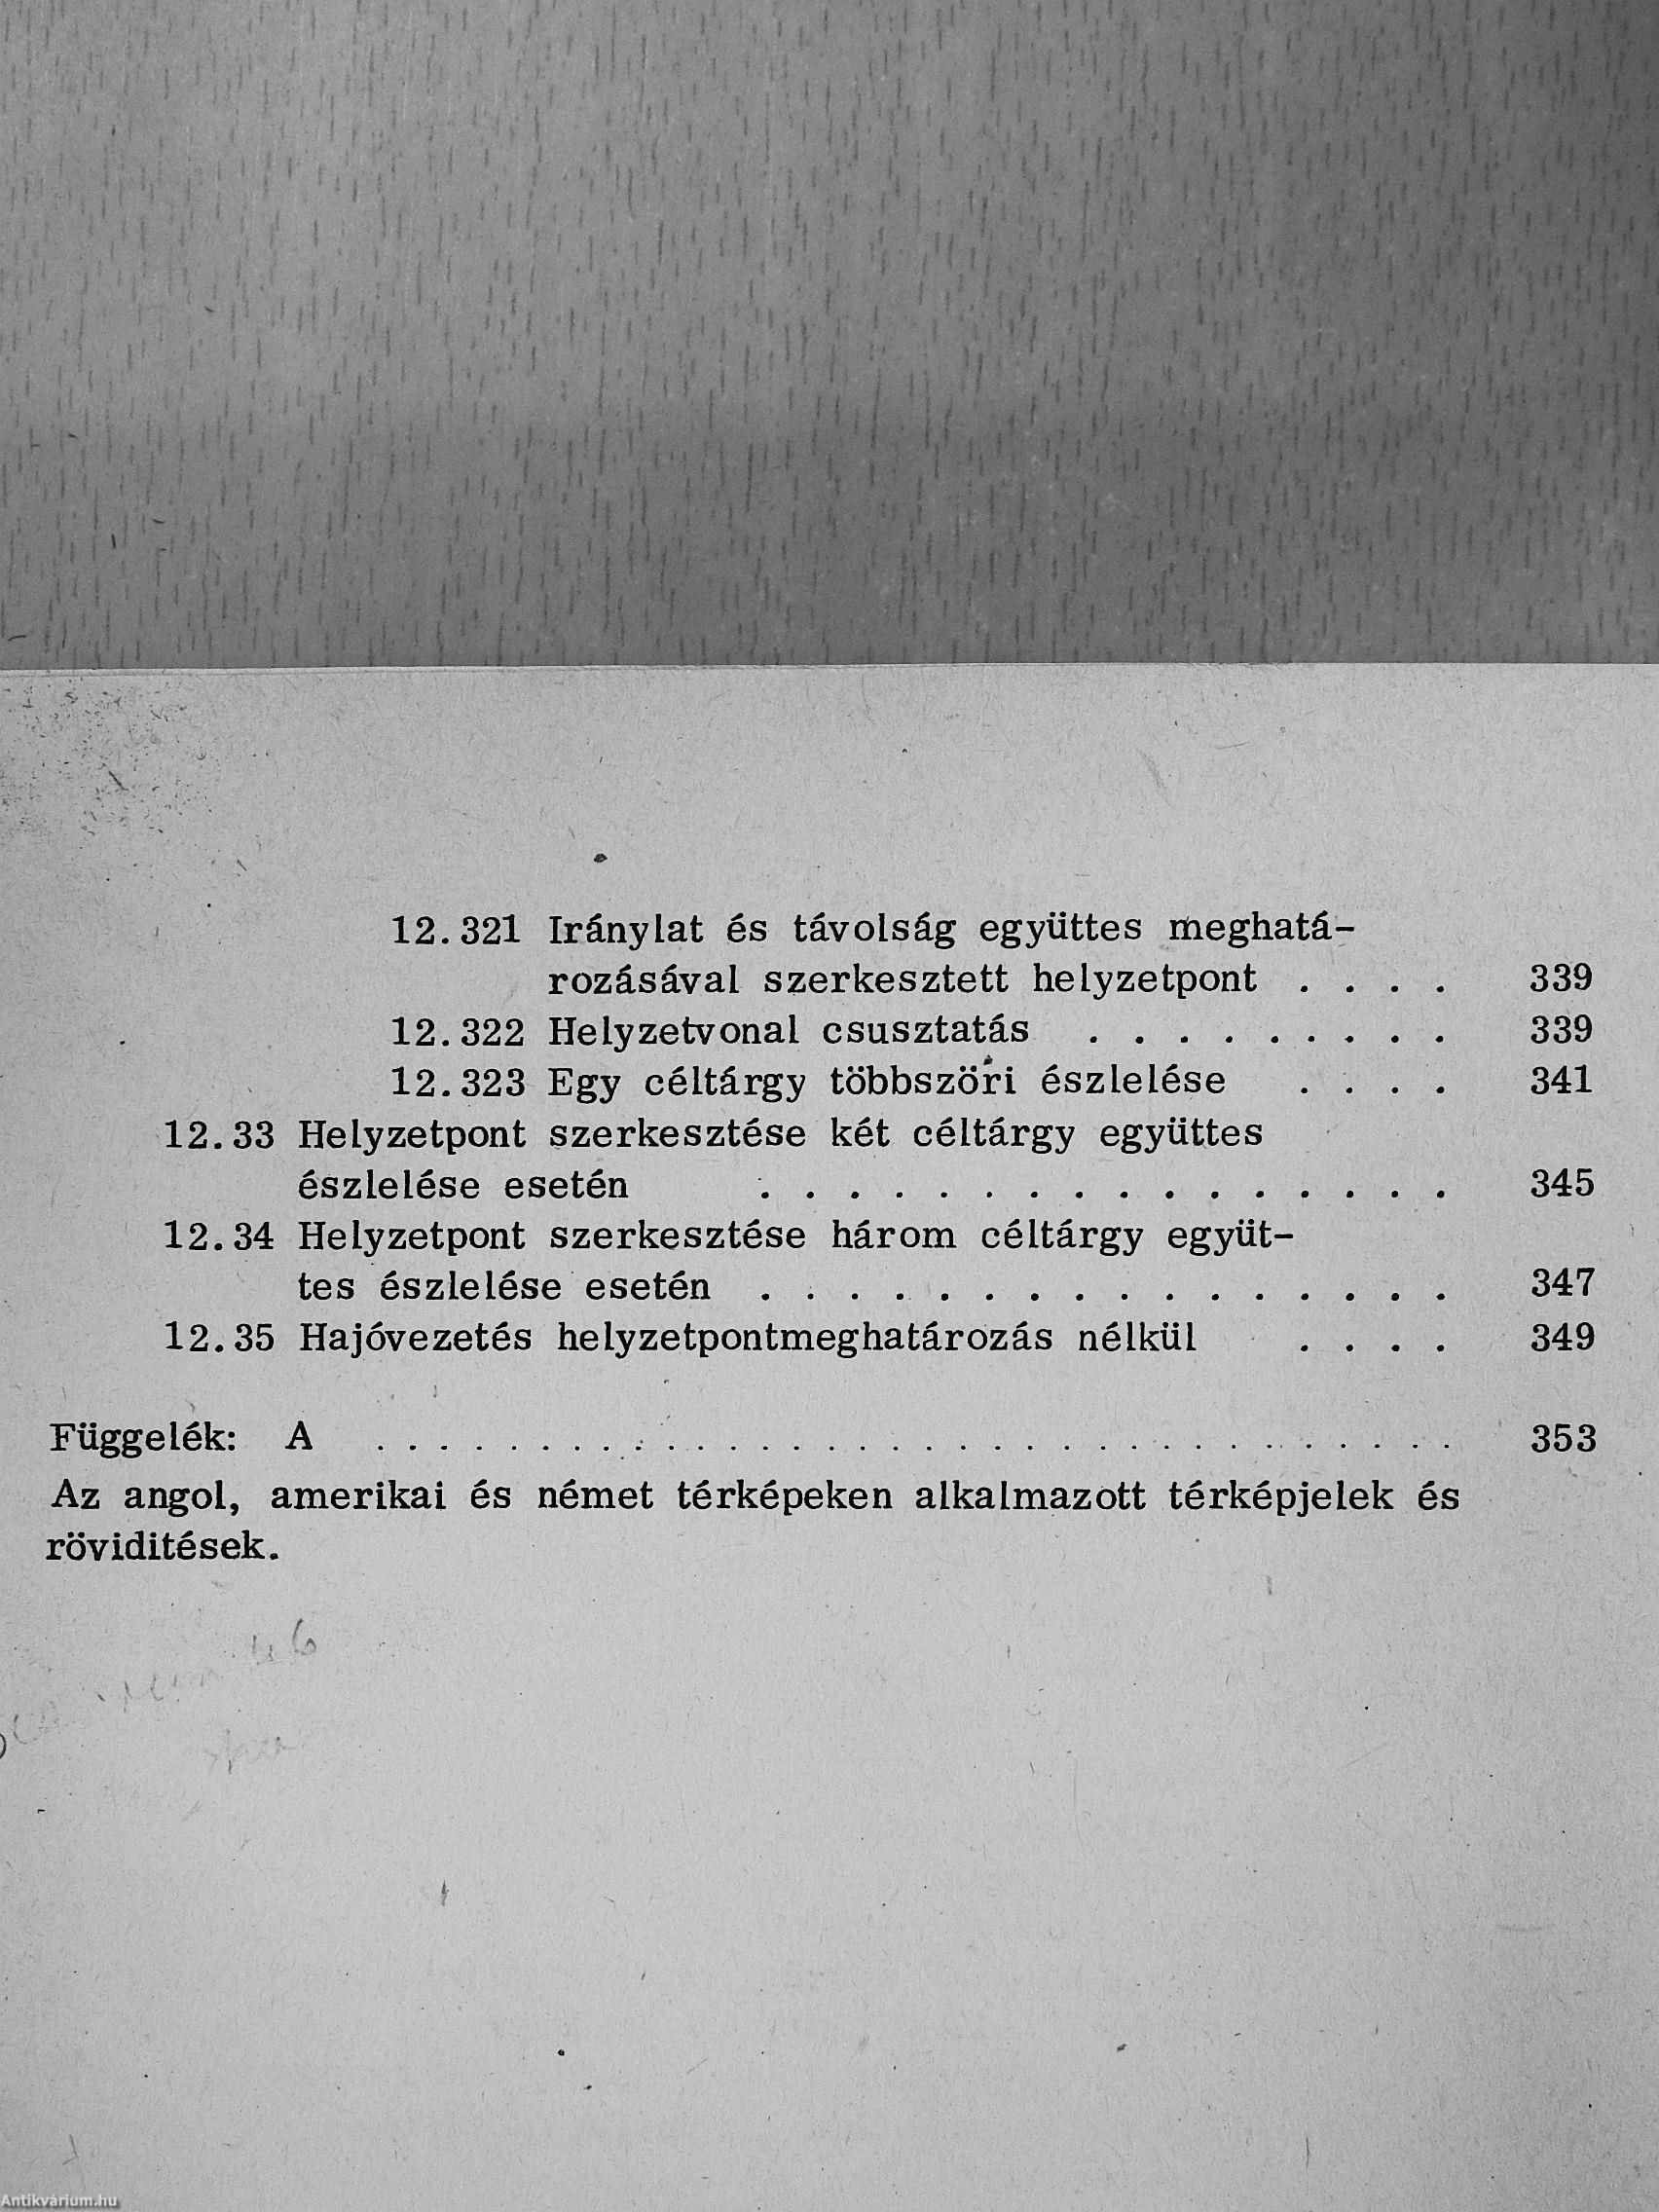 12.321 Iránylat és távolság együttes meghatá-
rozásával szerkesztett helyzetpont . . . . 339
12.322 Helyzetvonal csusztatás . . . . . . . . . 339
12.323 Egy céltárgy többszöri észlelése . . . . 341
12.33 Helyzetpont szerkesztése két céltárgy együttes
észlelése esetén . . . . . . . . . . . . . . . . 345
12.34 Helyzetpont szerkesztése három céltárgy együt-
tes észlelése esetén . . . . . . . . . . . . . . . . 347
12.35 Hajóvezetés helyzetpontmeghatározás nélkül . . . . 349
Függelék: A . . . . . . . . . . . . . . . . . . . . . . . . . . . . . . . . 353
Az angol, amerikai és német térképeken alkalmazott térképjelek és
röviditések.
Antikvárium.hu